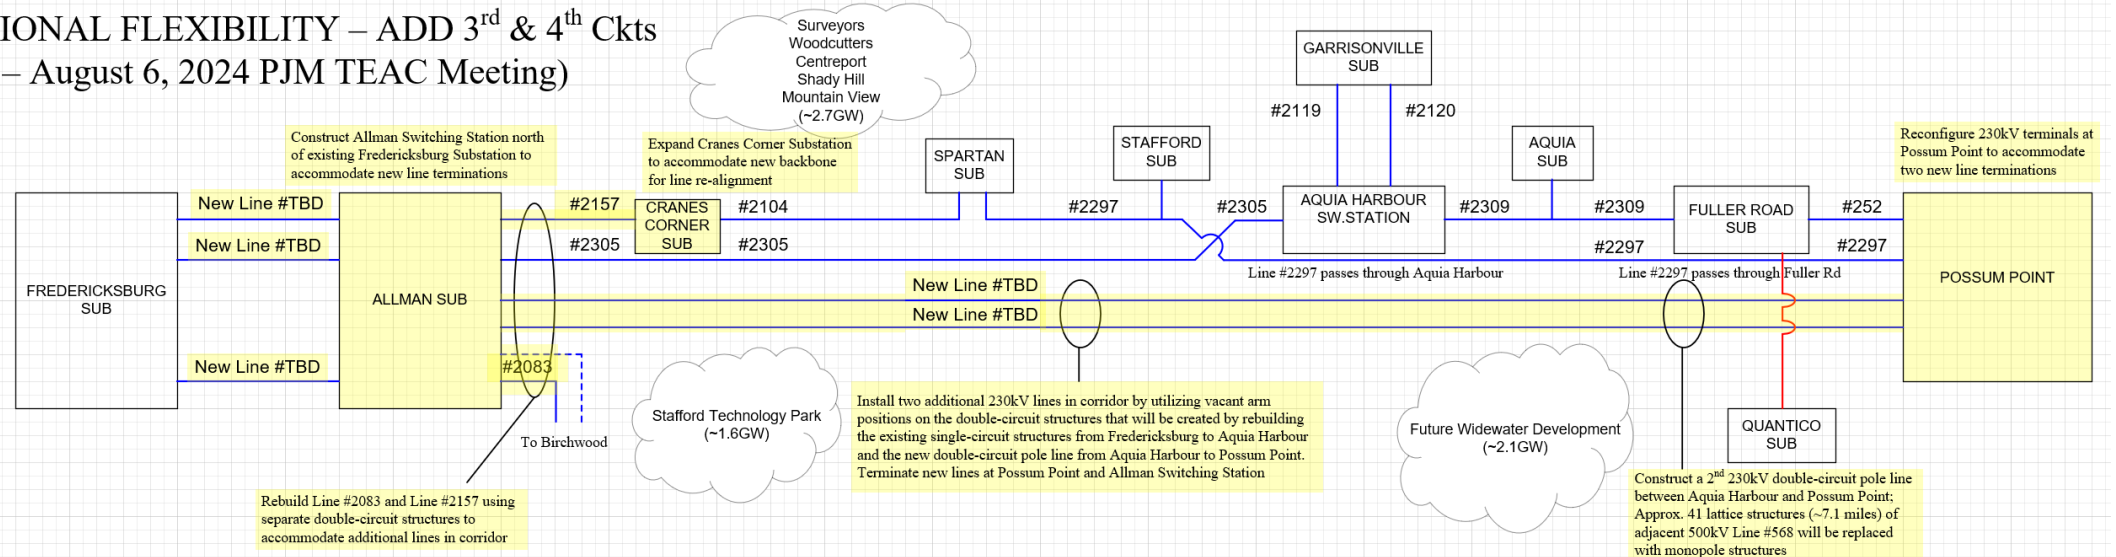 IONAL FLEXIBILITY – ADD 3rd & 4th Ckts
– August 6, 2024 PJM TEAC Meeting)
Surveyors
Woodcutters
Centreport
Shady Hill
Mountain View
(~2.7GW)
GARRISONVILLE
SUB
#2119
#2120
Construct Allman Switching Station north
of existing Fredericksburg Substation to
accommodate new line terminations
Expand Cranes Corner Substation
to accommodate new backbone
for line re-alignment
SPARTAN
SUB
STAFFORD
SUB
AQUIA
SUB
Reconfigure 230kV terminals at
Possum Point to accommodate
two new line terminations
New Line #TBD
#2157
CRANES
CORNER
SUB
#2104
#2297
#2305
AQUIA HARBOUR
SW.STATION
#2309
#2309
FULLER ROAD
SUB
#252
New Line #TBD
#2305
#2305
#2297
#2297
Line #2297 passes through Aquia Harbour
Line #2297 passes through Fuller Rd
FREDERICKSBURG
SUB
ALLMAN SUB
New Line #TBD
New Line #TBD
POSSUM POINT
New Line #TBD
#2083
To Birchwood
Stafford Technology Park
(~1.6GW)
Install two additional 230kV lines in corridor by utilizing vacant arm
positions on the double-circuit structures that will be created by rebuilding
the existing single-circuit structures from Fredericksburg to Aquia Harbour
and the new double-circuit pole line from Aquia Harbour to Possum Point.
Terminate new lines at Possum Point and Allman Switching Station
Future Widewater Development
(~2.1GW)
QUANTICO
SUB
Rebuild Line #2083 and Line #2157 using
separate double-circuit structures to
accommodate additional lines in corridor
Construct a 2nd 230kV double-circuit pole line
between Aquia Harbour and Possum Point;
Approx. 41 lattice structures (~7.1 miles) of
adjacent 500kV Line #568 will be replaced
with monopole structures